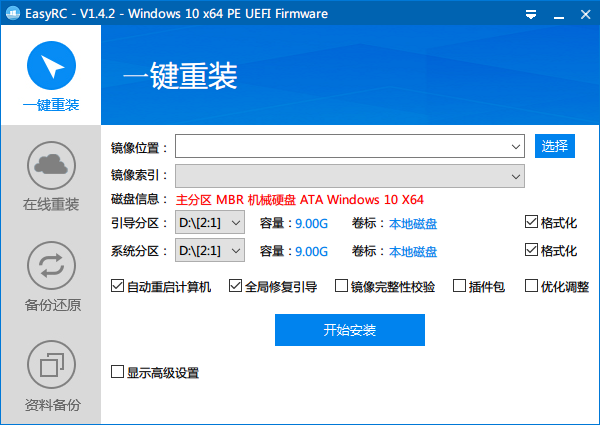 EasyRC - V1.4.2 - Windows 10 x64 PE UEFI Firmware
一键重装
一键重装
在线重装
备份还原
资料备份
镜像位置： 选择
镜像索引：
磁盘信息： 主分区 MBR 机械硬盘 ATA Windows 10 X64
引导分区： D:\[2:1] 容量：9.00G 卷标：本地磁盘 格式化
系统分区： D:\[2:1] 容量：9.00G 卷标：本地磁盘 格式化
自动重启计算机 全局修复引导 镜像完整性校验 插件包 优化调整
开始安装
显示高级设置